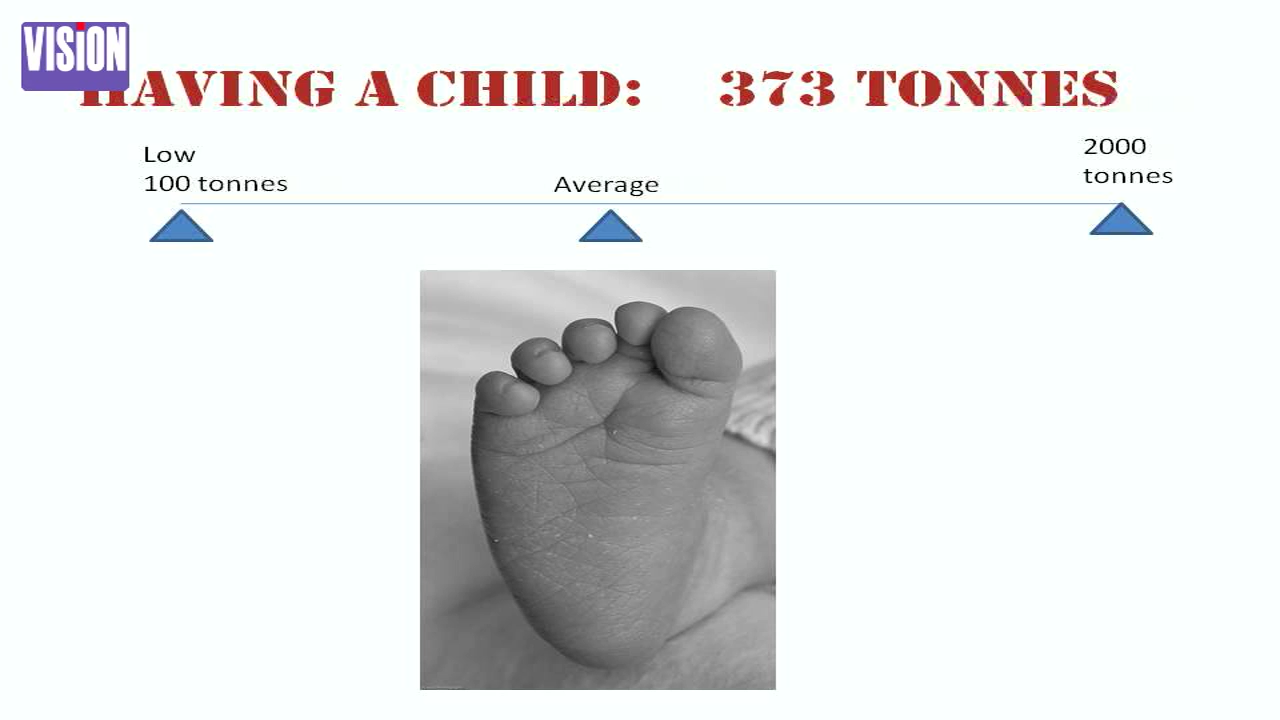 VISION
HAVING A CHILD: 373 TONNES
Low
100 tonnes
Average
2000
tonnes